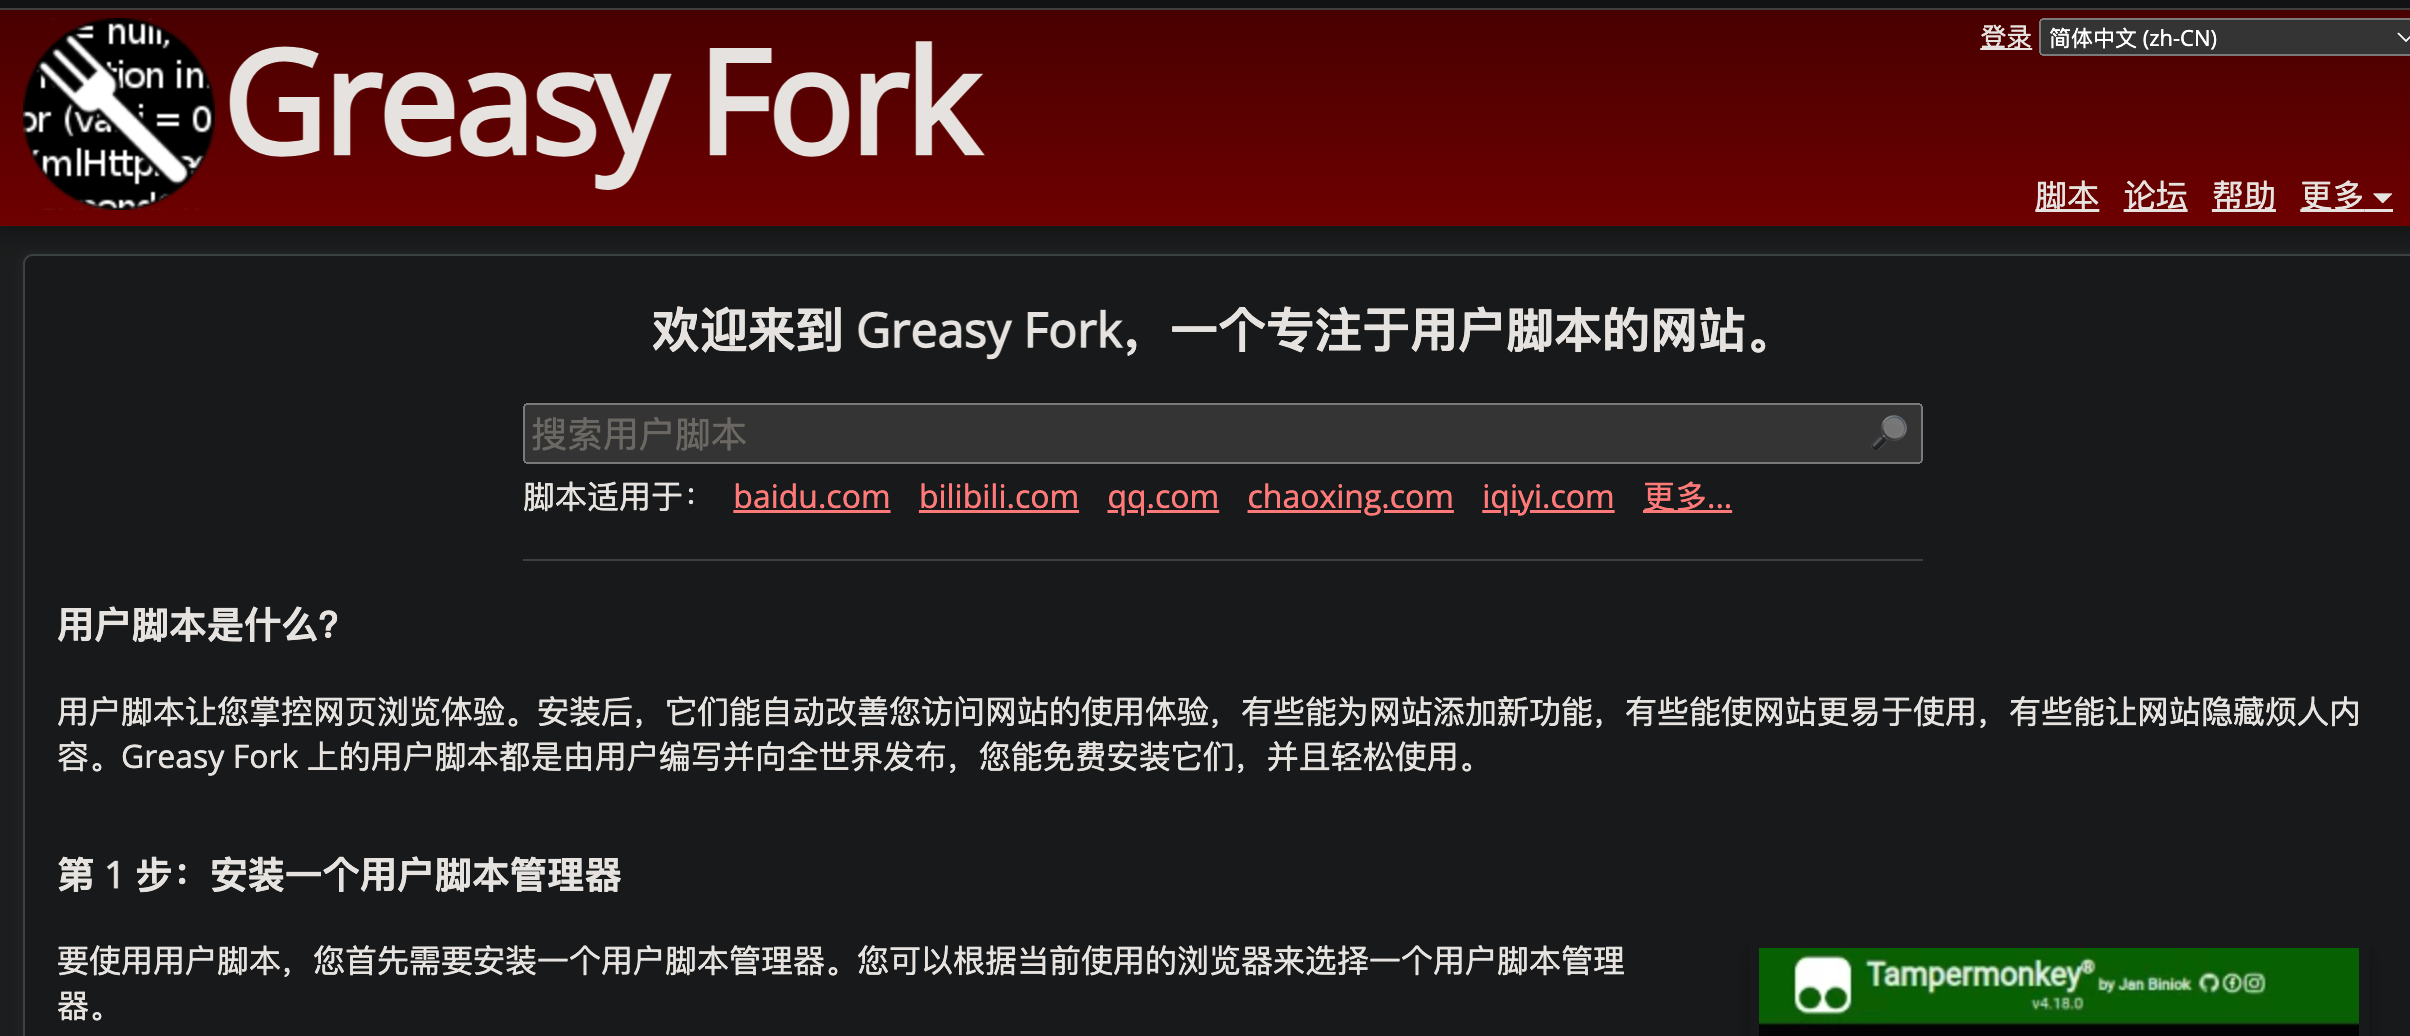 = null,
tion in
or (va i = 0
mlHttp
Greasy Fork
登录 简体中文 (zh-CN)
脚本 论坛 帮助 更多
欢迎来到 Greasy Fork，一个专注于用户脚本的网站。
搜索用户脚本
脚本适用于： baidu.com bilibili.com qq.com chaoxing.com iqiyi.com 更多...
用户脚本是什么？
用户脚本让您掌控网页浏览体验。安装后，它们能自动改善您访问网站的使用体验，有些能为网站添加新功能，有些能使网站更易于使用，有些能让网站隐藏烦人内
容。Greasy Fork 上的用户脚本都是由用户编写并向全世界发布，您能免费安装它们，并且轻松使用。
第 1 步：安装一个用户脚本管理器
要使用用户脚本，您首先需要安装一个用户脚本管理器。您可以根据当前使用的浏览器来选择一个用户脚本管理
器。
Tampermonkey® by Jan Biniok
v4.18.0